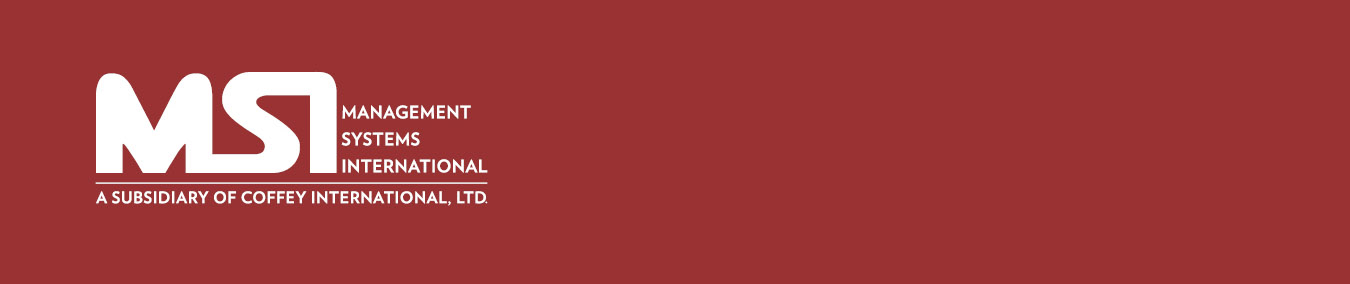 MSI
MANAGEMENT
SYSTEMS
INTERNATIONAL
A SUBSIDIARY OF COFFEY INTERNATIONAL, LTD.